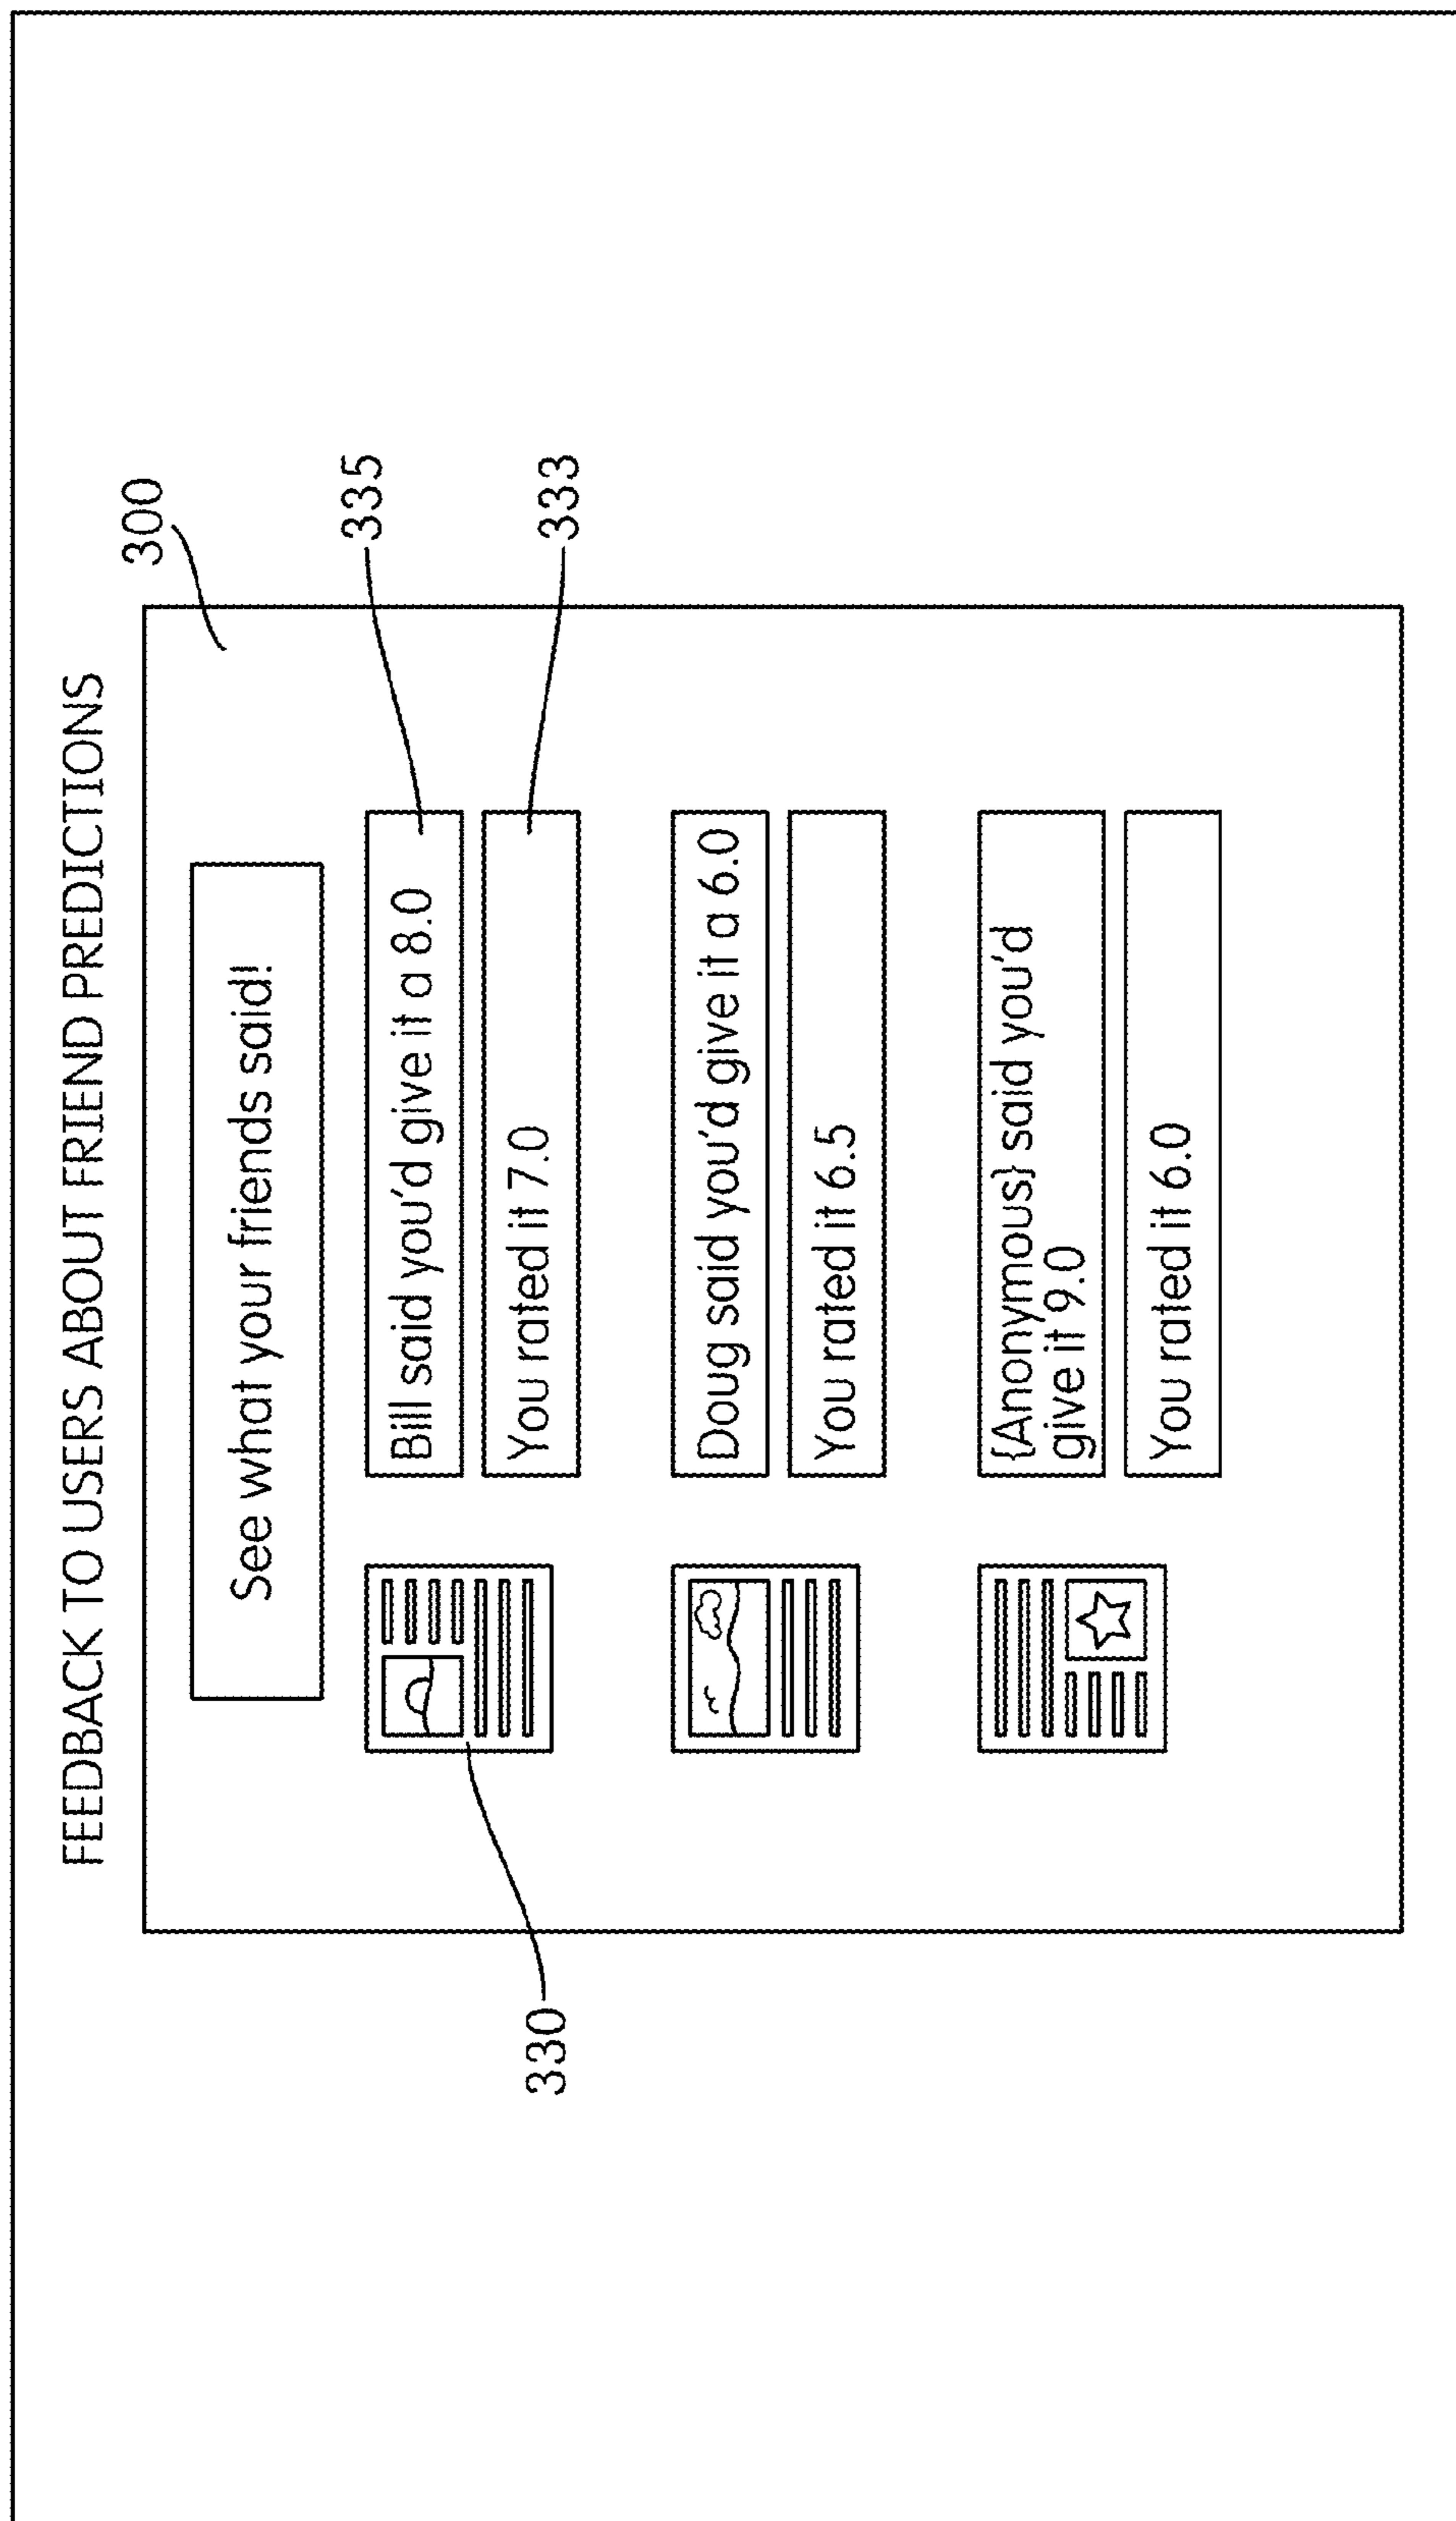 FEEDBACK TO USERS ABOUT FRIEND PREDICTIONS
300
See what your friends said!
335
Bill said you'd give it a 8.0
333
You rated it 7.0
330
Doug said you'd give it a 6.0
You rated it 6.5
{Anonymous} said you'd
give it 9.0
You rated it 6.0